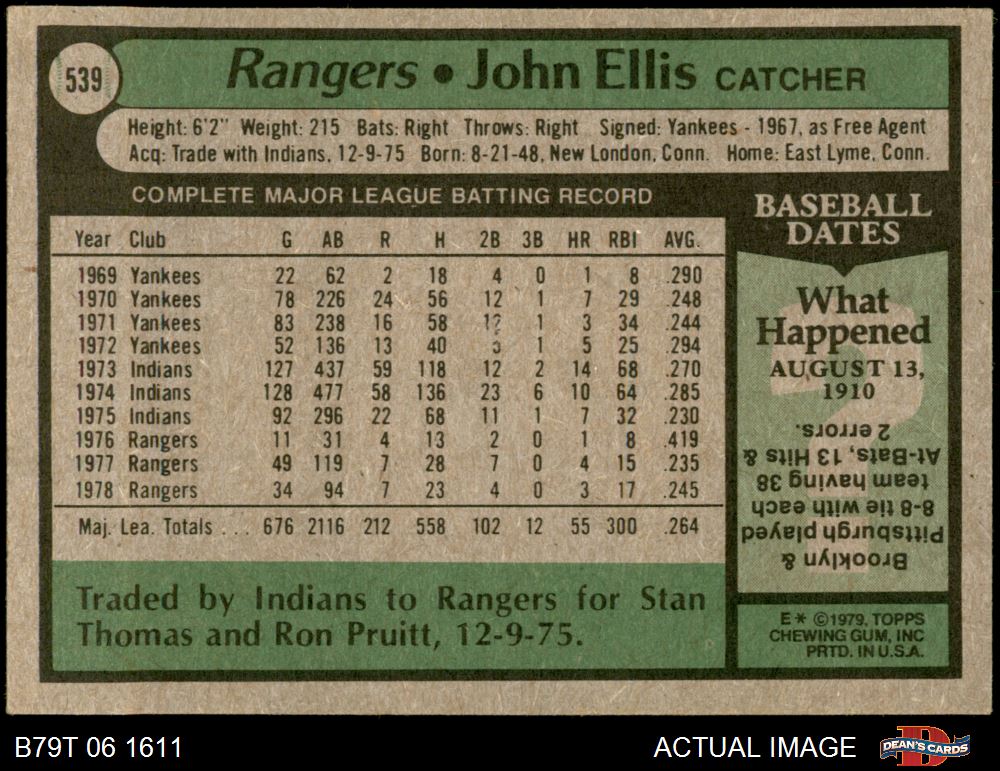 539
Rangers • John Ellis CATCHER
Height: 6'2" Weight: 215 Bats: Right Throws: Right Signed: Yankees - 1967, as Free Agent
Acq: Trade with Indians, 12-9-75 Born: 8-21-48, New London, Conn. Home: East Lyme, Conn.
COMPLETE MAJOR LEAGUE BATTING RECORD
Year Club G AB R H 2B 3B HR RBI AVG.
1969 Yankees 22 62 2 18 4 0 1 8 .290
1970 Yankees 78 226 24 56 12 1 7 29 .248
1971 Yankees 83 238 16 58 12 1 3 34 .244
1972 Yankees 52 136 13 40 1 5 25 .294
1973 Indians 127 437 59 118 12 2 14 68 .270
1974 Indians 128 477 58 136 23 6 10 64 .285
1975 Indians 92 296 22 68 11 1 7 32 .230
1976 Rangers 11 31 4 13 2 0 1 8 .419
1977 Rangers 49 119 7 28 7 0 4 15 .235
1978 Rangers 34 94 7 23 4 0 3 17 .245
Maj. Lea. Totals . . . 676 2116 212 558 102 12 55 300 .264
Traded by Indians to Rangers for Stan
Thomas and Ron Pruitt, 12-9-75.
BASEBALL
DATES
What
Happened
AUGUST 13,
1910
Brooklyn &
Pittsburgh played
8-8 tie with each
team having 38
At-Bats, 13 Hits &
2 errors.
E* ©1979, TOPPS
CHEWING GUM, INC
PRTD. IN U.S.A.
B79T 06 1611
ACTUAL IMAGE
DEAN'S CARDS